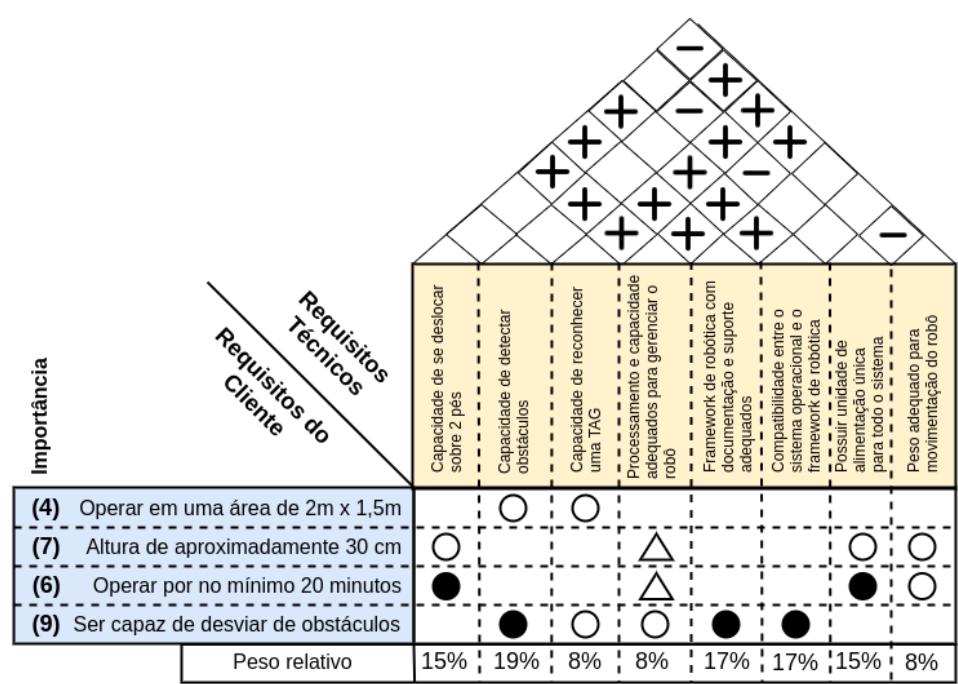 Requisitos
Técnicos
Requisitos do
Cliente
Importância
Capacidade de se deslocar
sobre 2 pés
Capacidade de detectar
obstáculos
Capacidade de reconhecer
uma TAG
Processamento e capacidade
adequados para gerenciar o
robô
Framework de robótica com
documentação e suporte
adequados
Compatibilidade entre o
sistema operacional e o
framework de robótica
Possuir unidade de
alimentação única
para todo o sistema
Peso adequado para
movimentação do robô
(4) Operar em uma área de 2m x 1,5m
(7) Altura de aproximadamente 30 cm
(6) Operar por no mínimo 20 minutos
(9) Ser capaz de desviar de obstáculos
Peso relativo 15% 19% 8% 8% 17% 17% 15% 8%